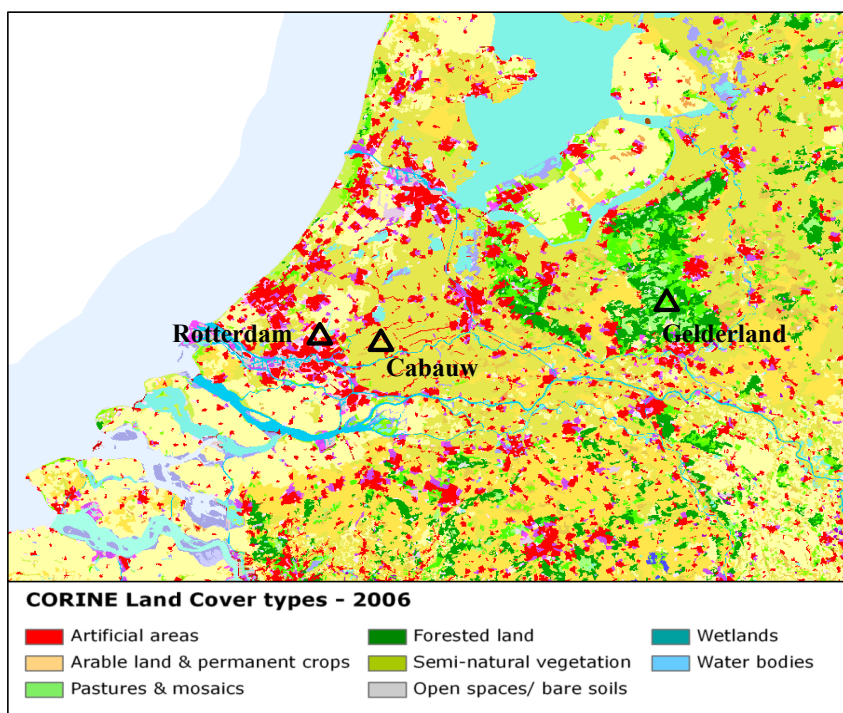 Rotterdam
Cabauw
Gelderland
CORINE Land Cover types - 2006
Artificial areas
Arable land & permanent crops
Pastures & mosaics
Forested land
Semi-natural vegetation
Open spaces/ bare soils
Wetlands
Water bodies